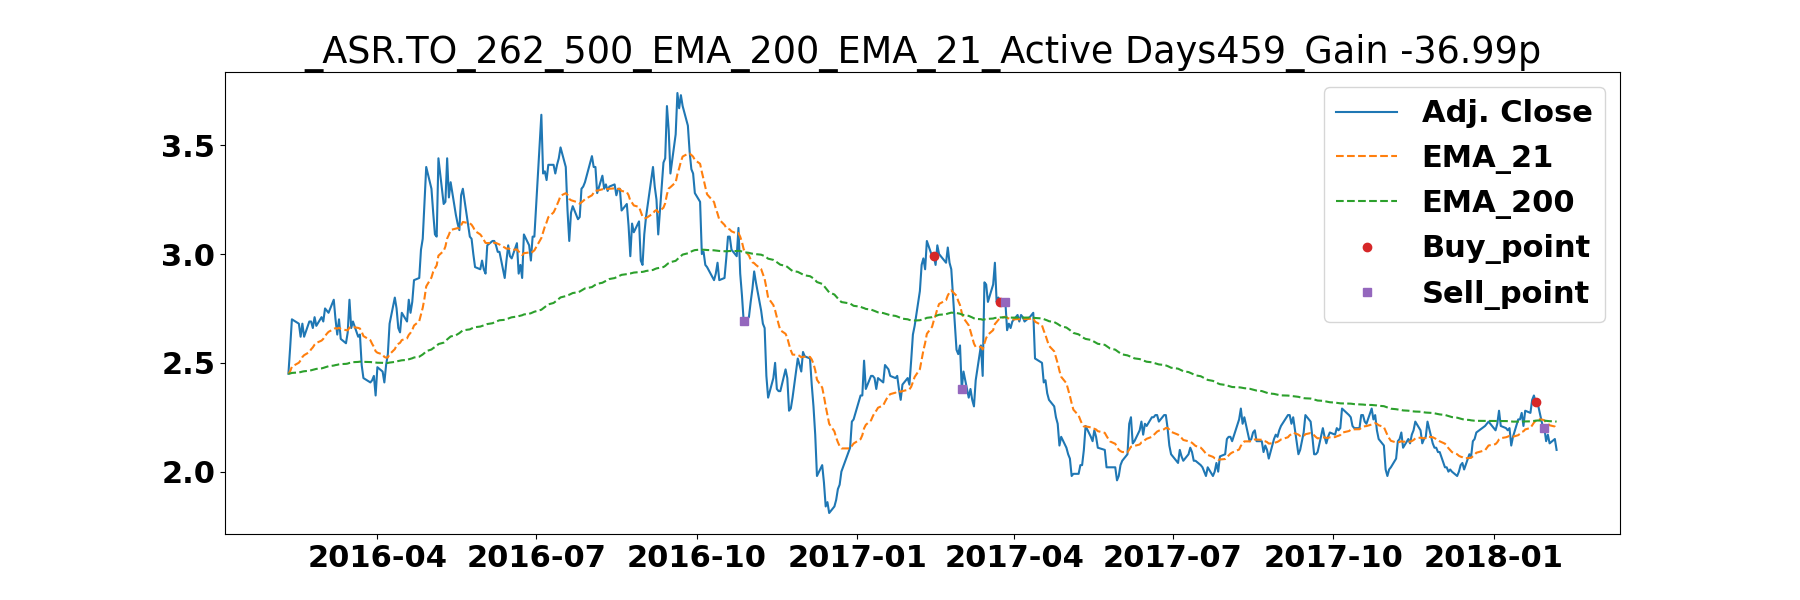 _ASR.TO_262_500_EMA_200_EMA_21_Active Days459_Gain -36.99p
Adj. Close
EMA_21
EMA_200
Buy_point
Sell_point
3.5
3.0
2.5
2.0
2016-04 2016-07 2016-10 2017-01 2017-04 2017-07 2017-10 2018-01